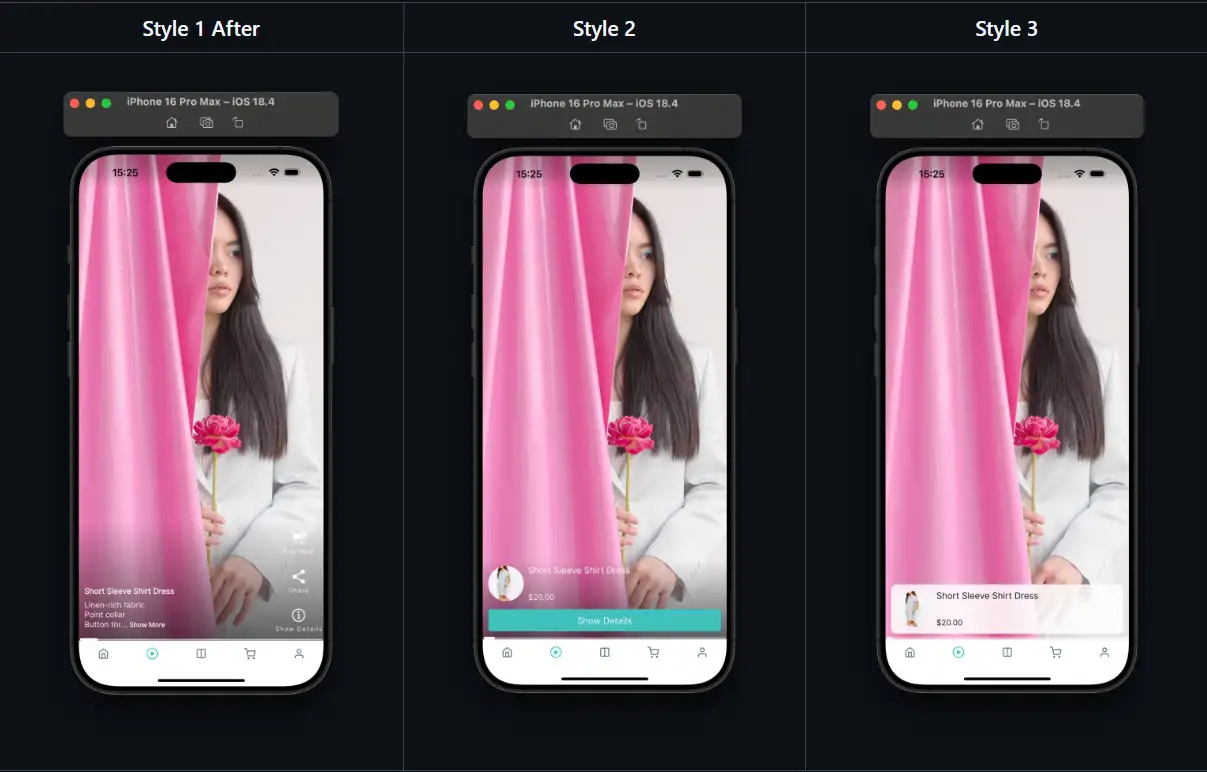 Style 1 After
Style 2
Style 3
iPhone 16 Pro Max – iOS 18.4
iPhone 16 Pro Max – iOS 18.4
iPhone 16 Pro Max – iOS 18.4
15:25
15:25
15:25
Buy Now
Share
Short Sleeve Shirt Dress
Linen-rich fabric
Point collar
Button thr... Show More
Show Details
Short Sleeve Shirt Dress
$20.00
Show Details
Short Sleeve Shirt Dress
$20.00